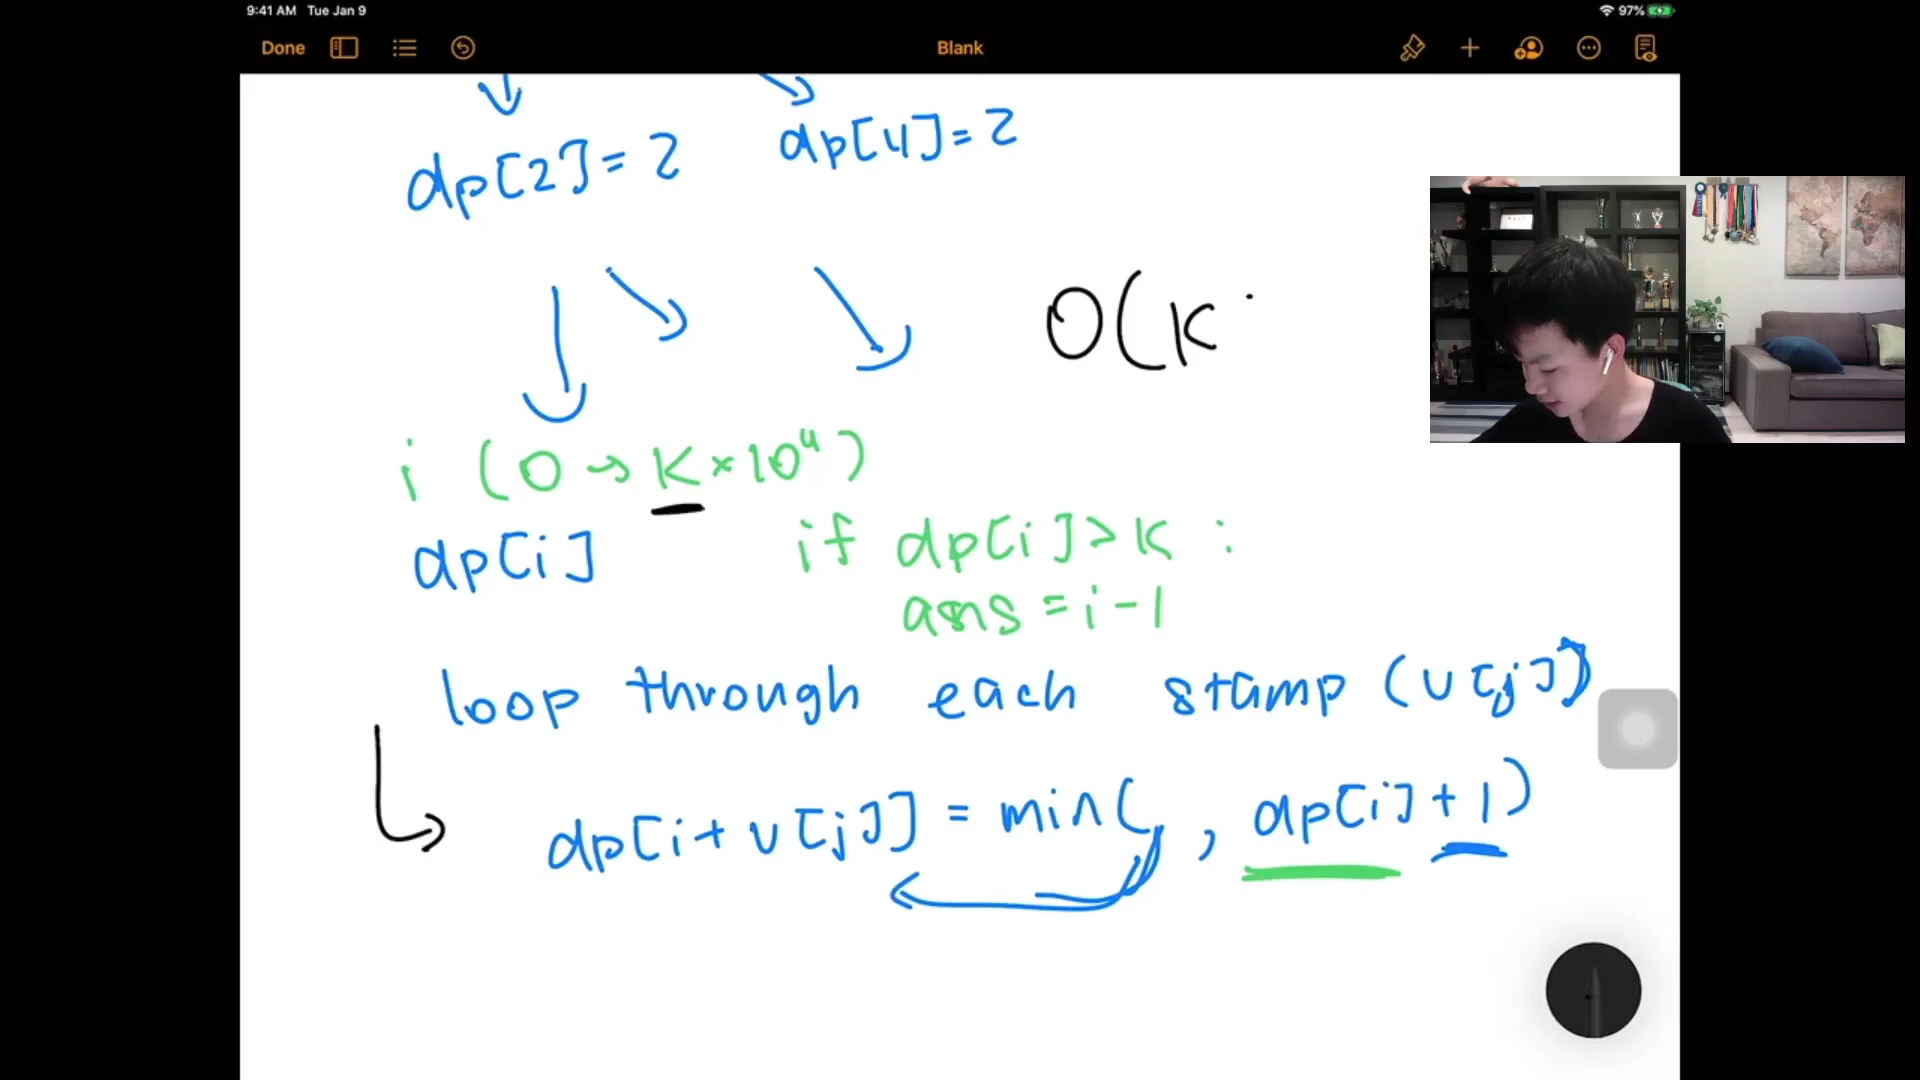 9:41 AM Tue Jan 9
97%
Done
Blank
dp[2]=2
dp[4]=2
O(K
i (0 → K×10⁴)
dp[i]
if dp[i]>K :
ans = i-1
loop through each stamp (v[j])
dp[i+v[j]] = min( , dp[i]+1)